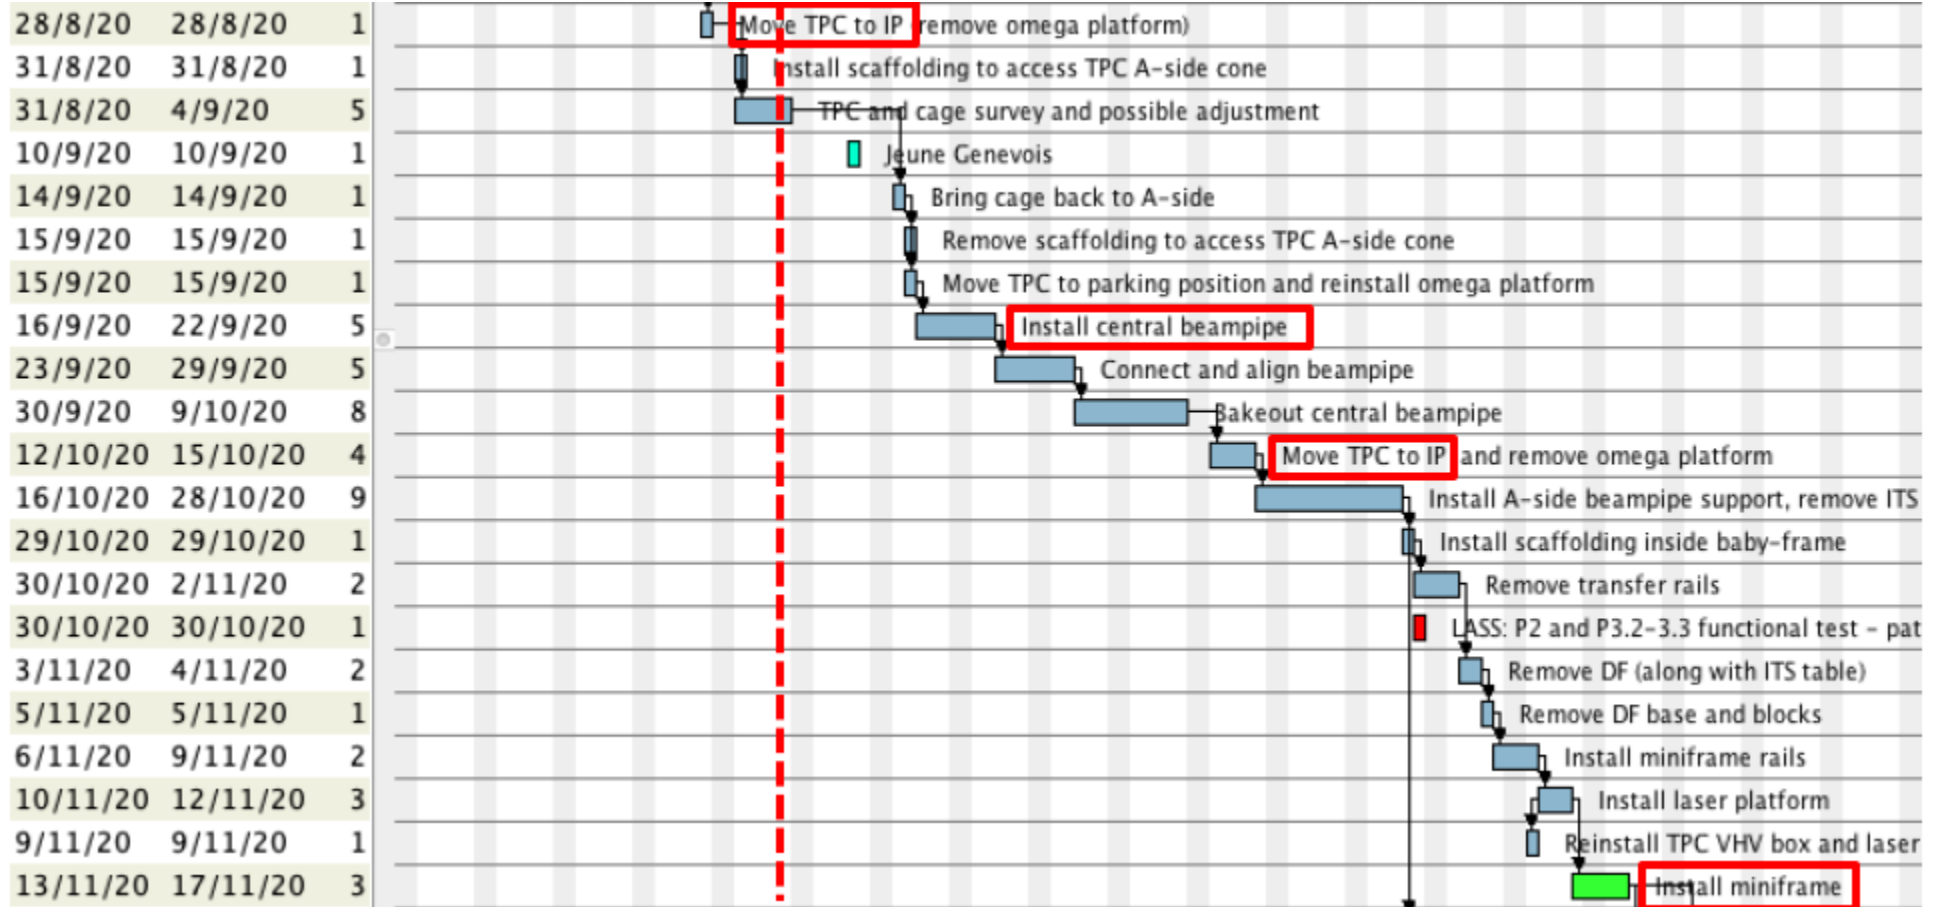 28/8/20 28/8/20 1 Move TPC to IP (remove omega platform)
31/8/20 31/8/20 1 Install scaffolding to access TPC A-side cone
31/8/20 4/9/20 5 TPC and cage survey and possible adjustment
10/9/20 10/9/20 1 Jeune Genevois
14/9/20 14/9/20 1 Bring cage back to A-side
15/9/20 15/9/20 1 Remove scaffolding to access TPC A-side cone
15/9/20 15/9/20 1 Move TPC to parking position and reinstall omega platform
16/9/20 22/9/20 5 Install central beampipe
23/9/20 29/9/20 5 Connect and align beampipe
30/9/20 9/10/20 8 Bakeout central beampipe
12/10/20 15/10/20 4 Move TPC to IP and remove omega platform
16/10/20 28/10/20 9 Install A-side beampipe support, remove ITS
29/10/20 29/10/20 1 Install scaffolding inside baby-frame
30/10/20 2/11/20 2 Remove transfer rails
30/10/20 30/10/20 1 LASS: P2 and P3.2-3.3 functional test - pat
3/11/20 4/11/20 2 Remove DF (along with ITS table)
5/11/20 5/11/20 1 Remove DF base and blocks
6/11/20 9/11/20 2 Install miniframe rails
10/11/20 12/11/20 3 Install laser platform
9/11/20 9/11/20 1 Reinstall TPC VHV box and laser
13/11/20 17/11/20 3 Install miniframe